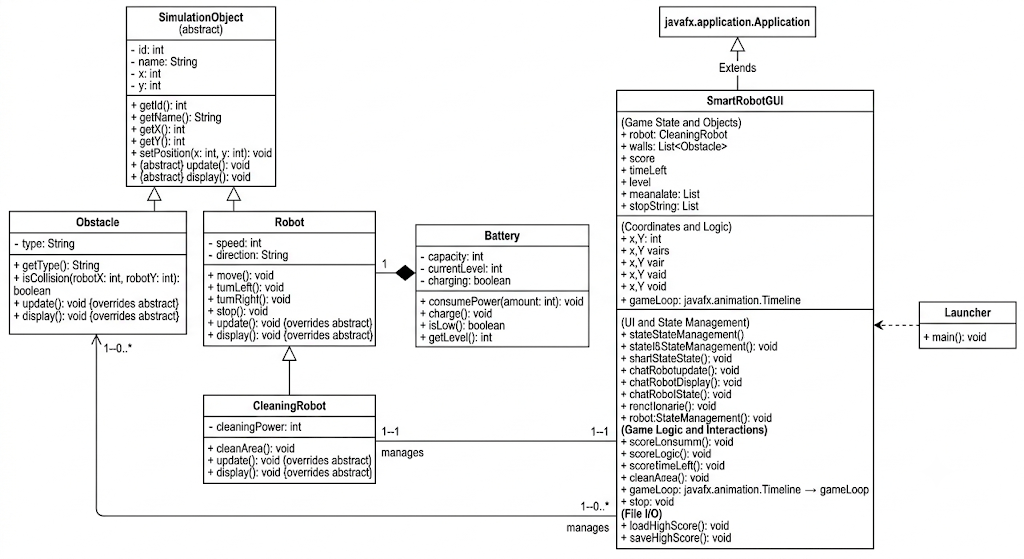 SimulationObject
(abstract)
- id: int
- name: String
- x: int
- y: int
+ getId(): int
+ getName(): String
+ getX(): int
+ getY(): int
+ setPosition(x: int, y: int): void
+ {abstract} update(): void
+ {abstract} display(): void
javafx.application.Application
Extends
SmartRobotGUI
(Game State and Objects)
+ robot: CleaningRobot
+ walls: List<Obstacle>
+ score
+ timeLeft
+ level
+ meanalate: List
+ stopString: List
(Coordinates and Logic)
+ x,Y: int
+ x,Y vairs
+ x,Y vair
+ x,Y vaid
+ x,Y void
+ gameLoop: javafx.animation.Timeline
(UI and State Management)
+ stateStateManagement()
+ stateI8StateManagement(): void
+ shartStateState(): void
+ chatRobotupdate(): void
+ chatRobotDisplay(): void
+ chatRobolState(): void
+ renctIonarie(): void
+ robot:StateManagement(): void
(Game Logic and Interactions)
+ scoreLonsumm(): void
+ scoreLogic(): void
+ scoreTimeLeft(): void
+ cleanArea(): void
+ gameLoop: javafx.animation.Timeline → gameLoop
+ stop: void
(File I/O)
+ loadHighScore(): void
+ saveHighScore(): void
Obstacle
- type: String
+ getType(): String
+ isCollision(robotX: int, robotY: int):
boolean
+ update(): void {overrides abstract)
+ display(): void {overrides abstract)
Robot
- speed: int
- direction: String
+ move(): void
+ tumLeft(): void
+ tumRight(): void
+ stop(): void
+ update(): void {overrides abstract)
+ display(): void {overrides abstract)
1
Battery
- capacity: int
- currentLevel: int
- charging: boolean
+ consumePower(amount: int): void
+ charge(): void
+ isLow(): boolean
+ getLevel(): int
Launcher
+ main(): void
1--0..*
CleaningRobot
- cleaningPower: int
+ cleanArea(): void
+ update(): void {overrides abstract)
+ display(): void {overrides abstract)
1--1
manages
1--1
1--0..*
manages